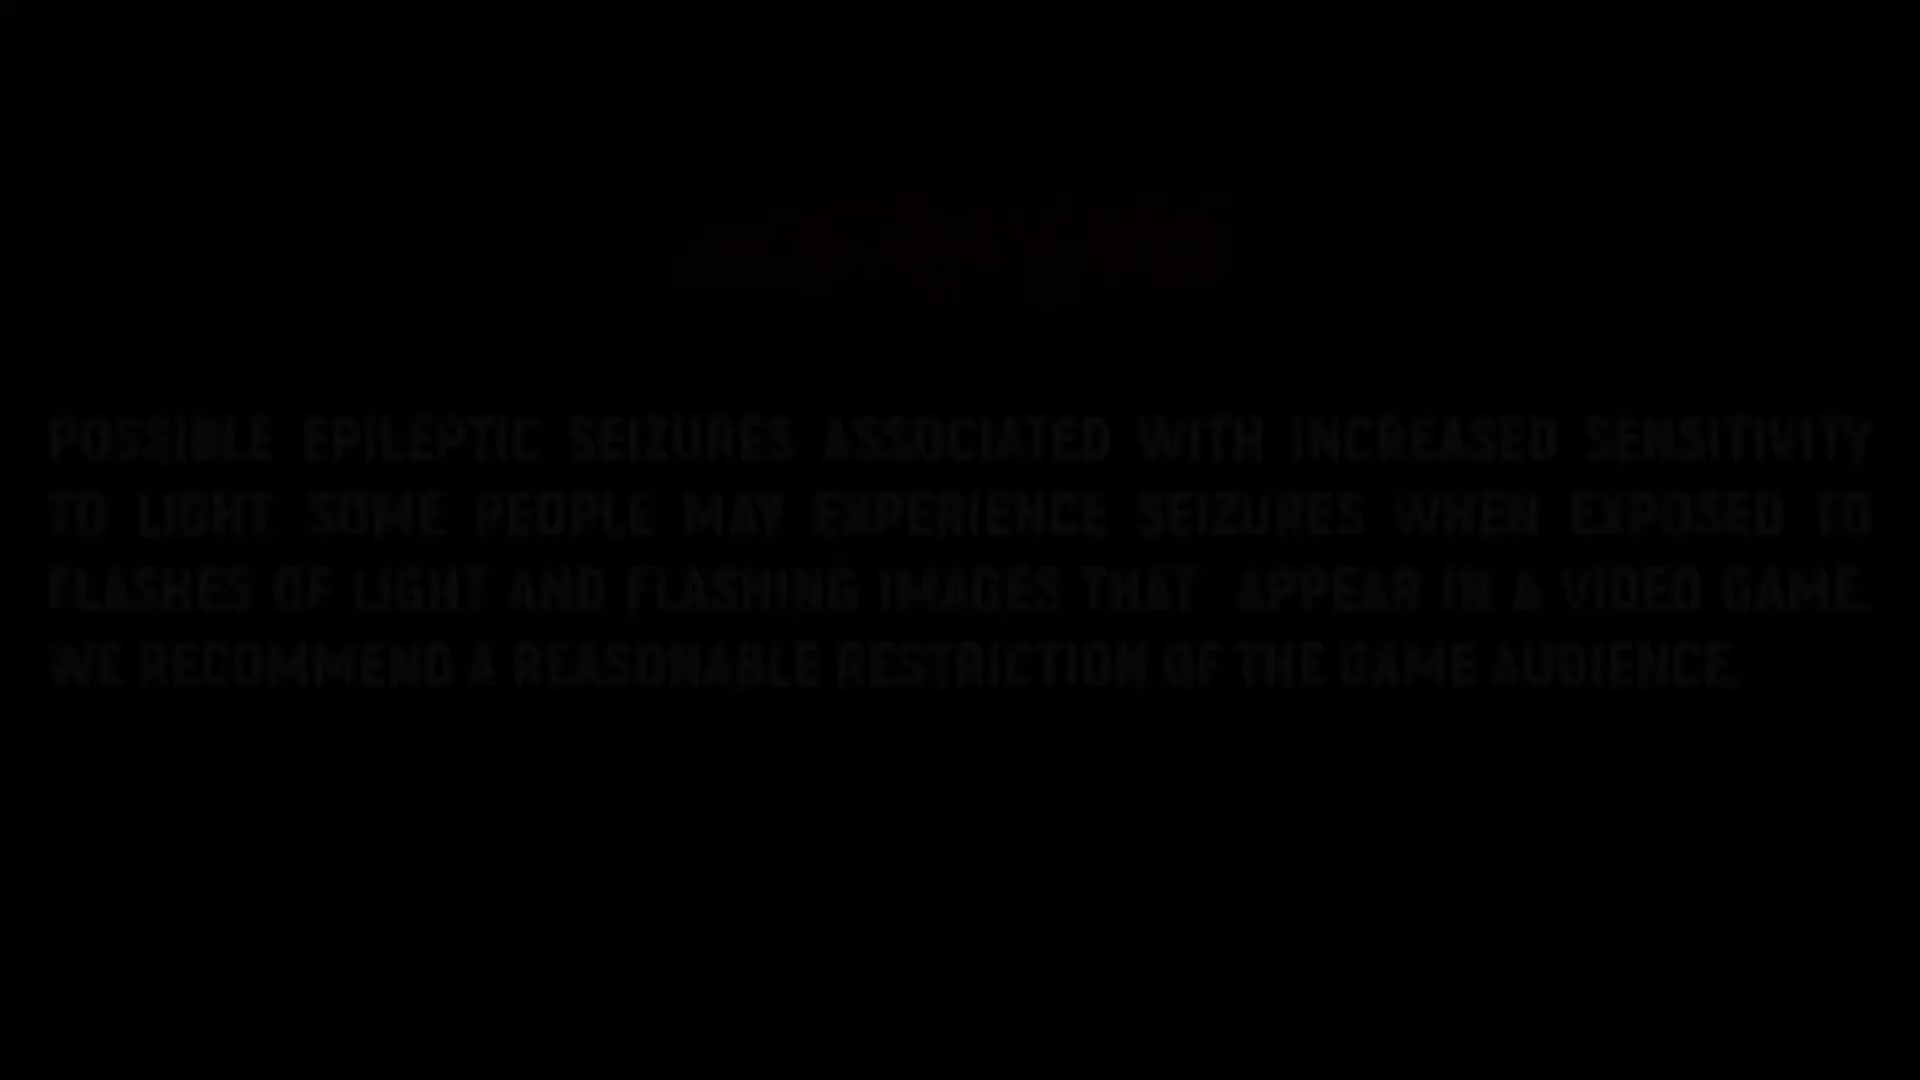 POSSIBLE EPILEPTIC SEIZURES ASSOCIATED WITH INCREASED SENSITIVITY
TO LIGHT. SOME PEOPLE MAY EXPERIENCE SEIZURES WHEN EXPOSED TO
FLASHES OF LIGHT AND FLASHING IMAGES THAT APPEAR IN A VIDEO GAME.
WE RECOMMEND A REASONABLE RESTRICTION OF THE GAME AUDIENCE.